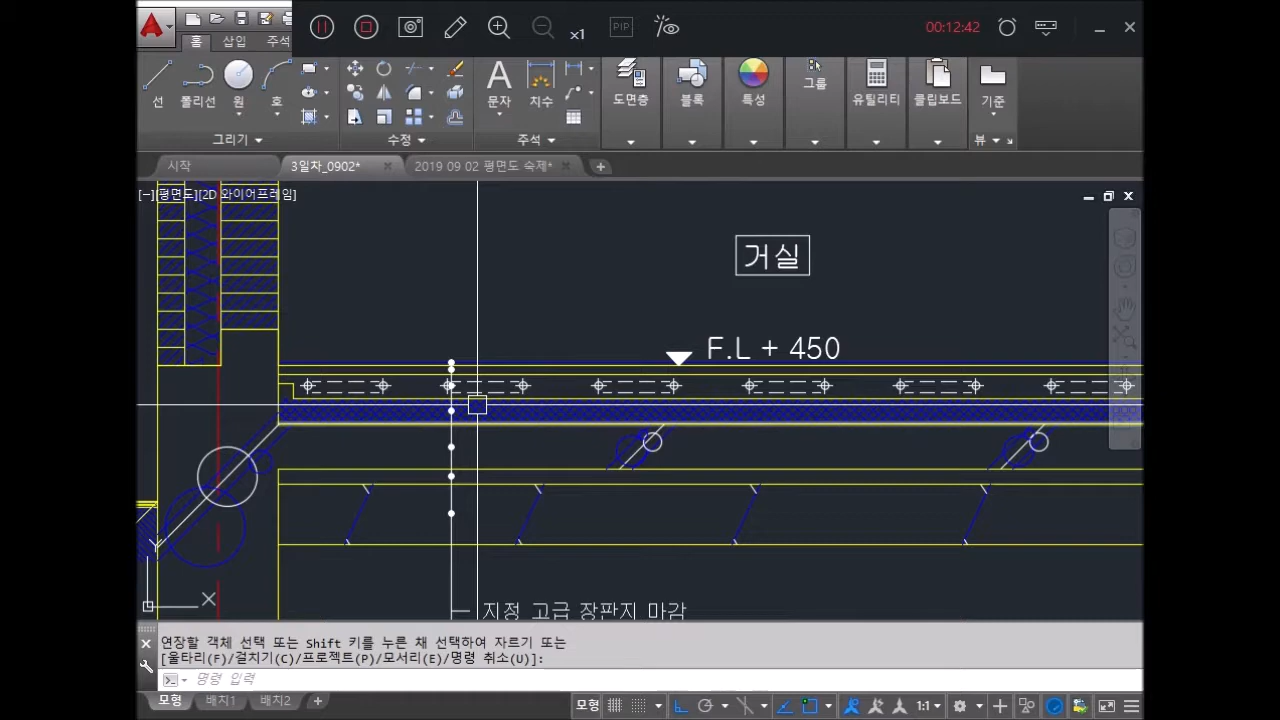 x1
PIP
00:12:42
홈
삽입
주석
선
폴리선
원
호
문자
치수
도면층
블록
특성
그룹
유틸리티
클립보드
기준
그리기
수정
주석
뷰
시작
3일차_0902*
2019 09 02 평면도 숙제*
[−][평면도][2D 와이어프레임]
거실
F.L + 450
Y
X
지정 고급 장판지 마감
연장할 객체 선택 또는 Shift 키를 누른 채 선택하여 자르기 또는
[울타리(F)/걸치기(C)/프로젝트(P)/모서리(E)/명령 취소(U)]:
명령 입력
모형
배치1
배치2
모형
1:1